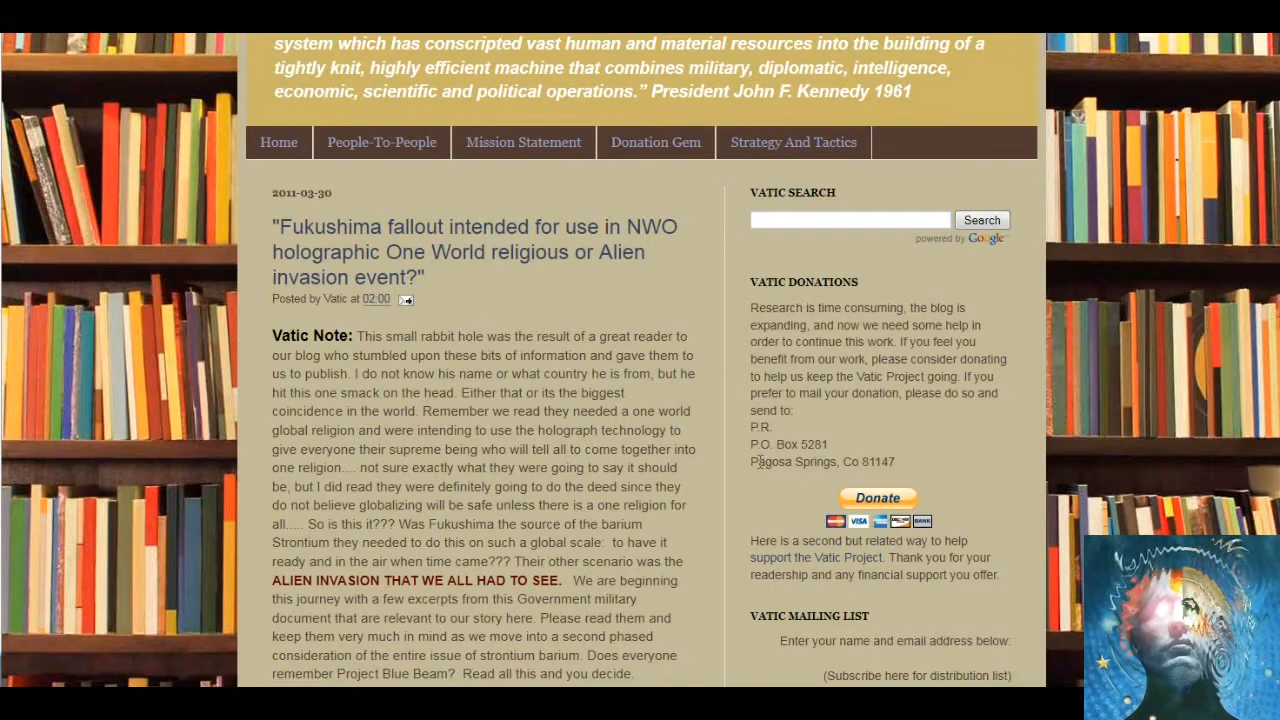 system which has conscripted vast human and material resources into the building of a
tightly knit, highly efficient machine that combines military, diplomatic, intelligence,
economic, scientific and political operations.” President John F. Kennedy 1961
Home
People-To-People
Mission Statement
Donation Gem
Strategy And Tactics
2011-03-30
"Fukushima fallout intended for use in NWO
holographic One World religious or Alien
invasion event?"
Posted by Vatic at 02:00
Vatic Note: This small rabbit hole was the result of a great reader to
our blog who stumbled upon these bits of information and gave them to
us to publish. I do not know his name or what country he is from, but he
hit this one smack on the head. Either that or its the biggest
coincidence in the world. Remember we read they needed a one world
global religion and were intending to use the holograph technology to
give everyone their supreme being who will tell all to come together into
one religion.... not sure exactly what they were going to say it should
be, but I did read they were definitely going to do the deed since they
do not believe globalizing will be safe unless there is a one religion for
all..... So is this it??? Was Fukushima the source of the barium
Strontium they needed to do this on such a global scale: to have it
ready and in the air when time came??? Their other scenario was the
ALIEN INVASION THAT WE ALL HAD TO SEE. We are beginning
this journey with a few excerpts from this Government military
document that are relevant to our story here. Please read them and
keep them very much in mind as we move into a second phased
consideration of the entire issue of strontium barium. Does everyone
remember Project Blue Beam? Read all this and you decide.
VATIC SEARCH
Search
powered by Google™
VATIC DONATIONS
Research is time consuming, the blog is
expanding, and now we need some help in
order to continue this work. If you feel you
benefit from our work, please consider donating
to help us keep the Vatic Project going. If you
prefer to mail your donation, please do so and
send to:
P.R.
P.O. Box 5281
Pagosa Springs, Co 81147
Donate
VISA
BANK
Here is a second but related way to help
support the Vatic Project. Thank you for your
readership and any financial support you offer.
VATIC MAILING LIST
Enter your name and email address below:
(Subscribe here for distribution list)